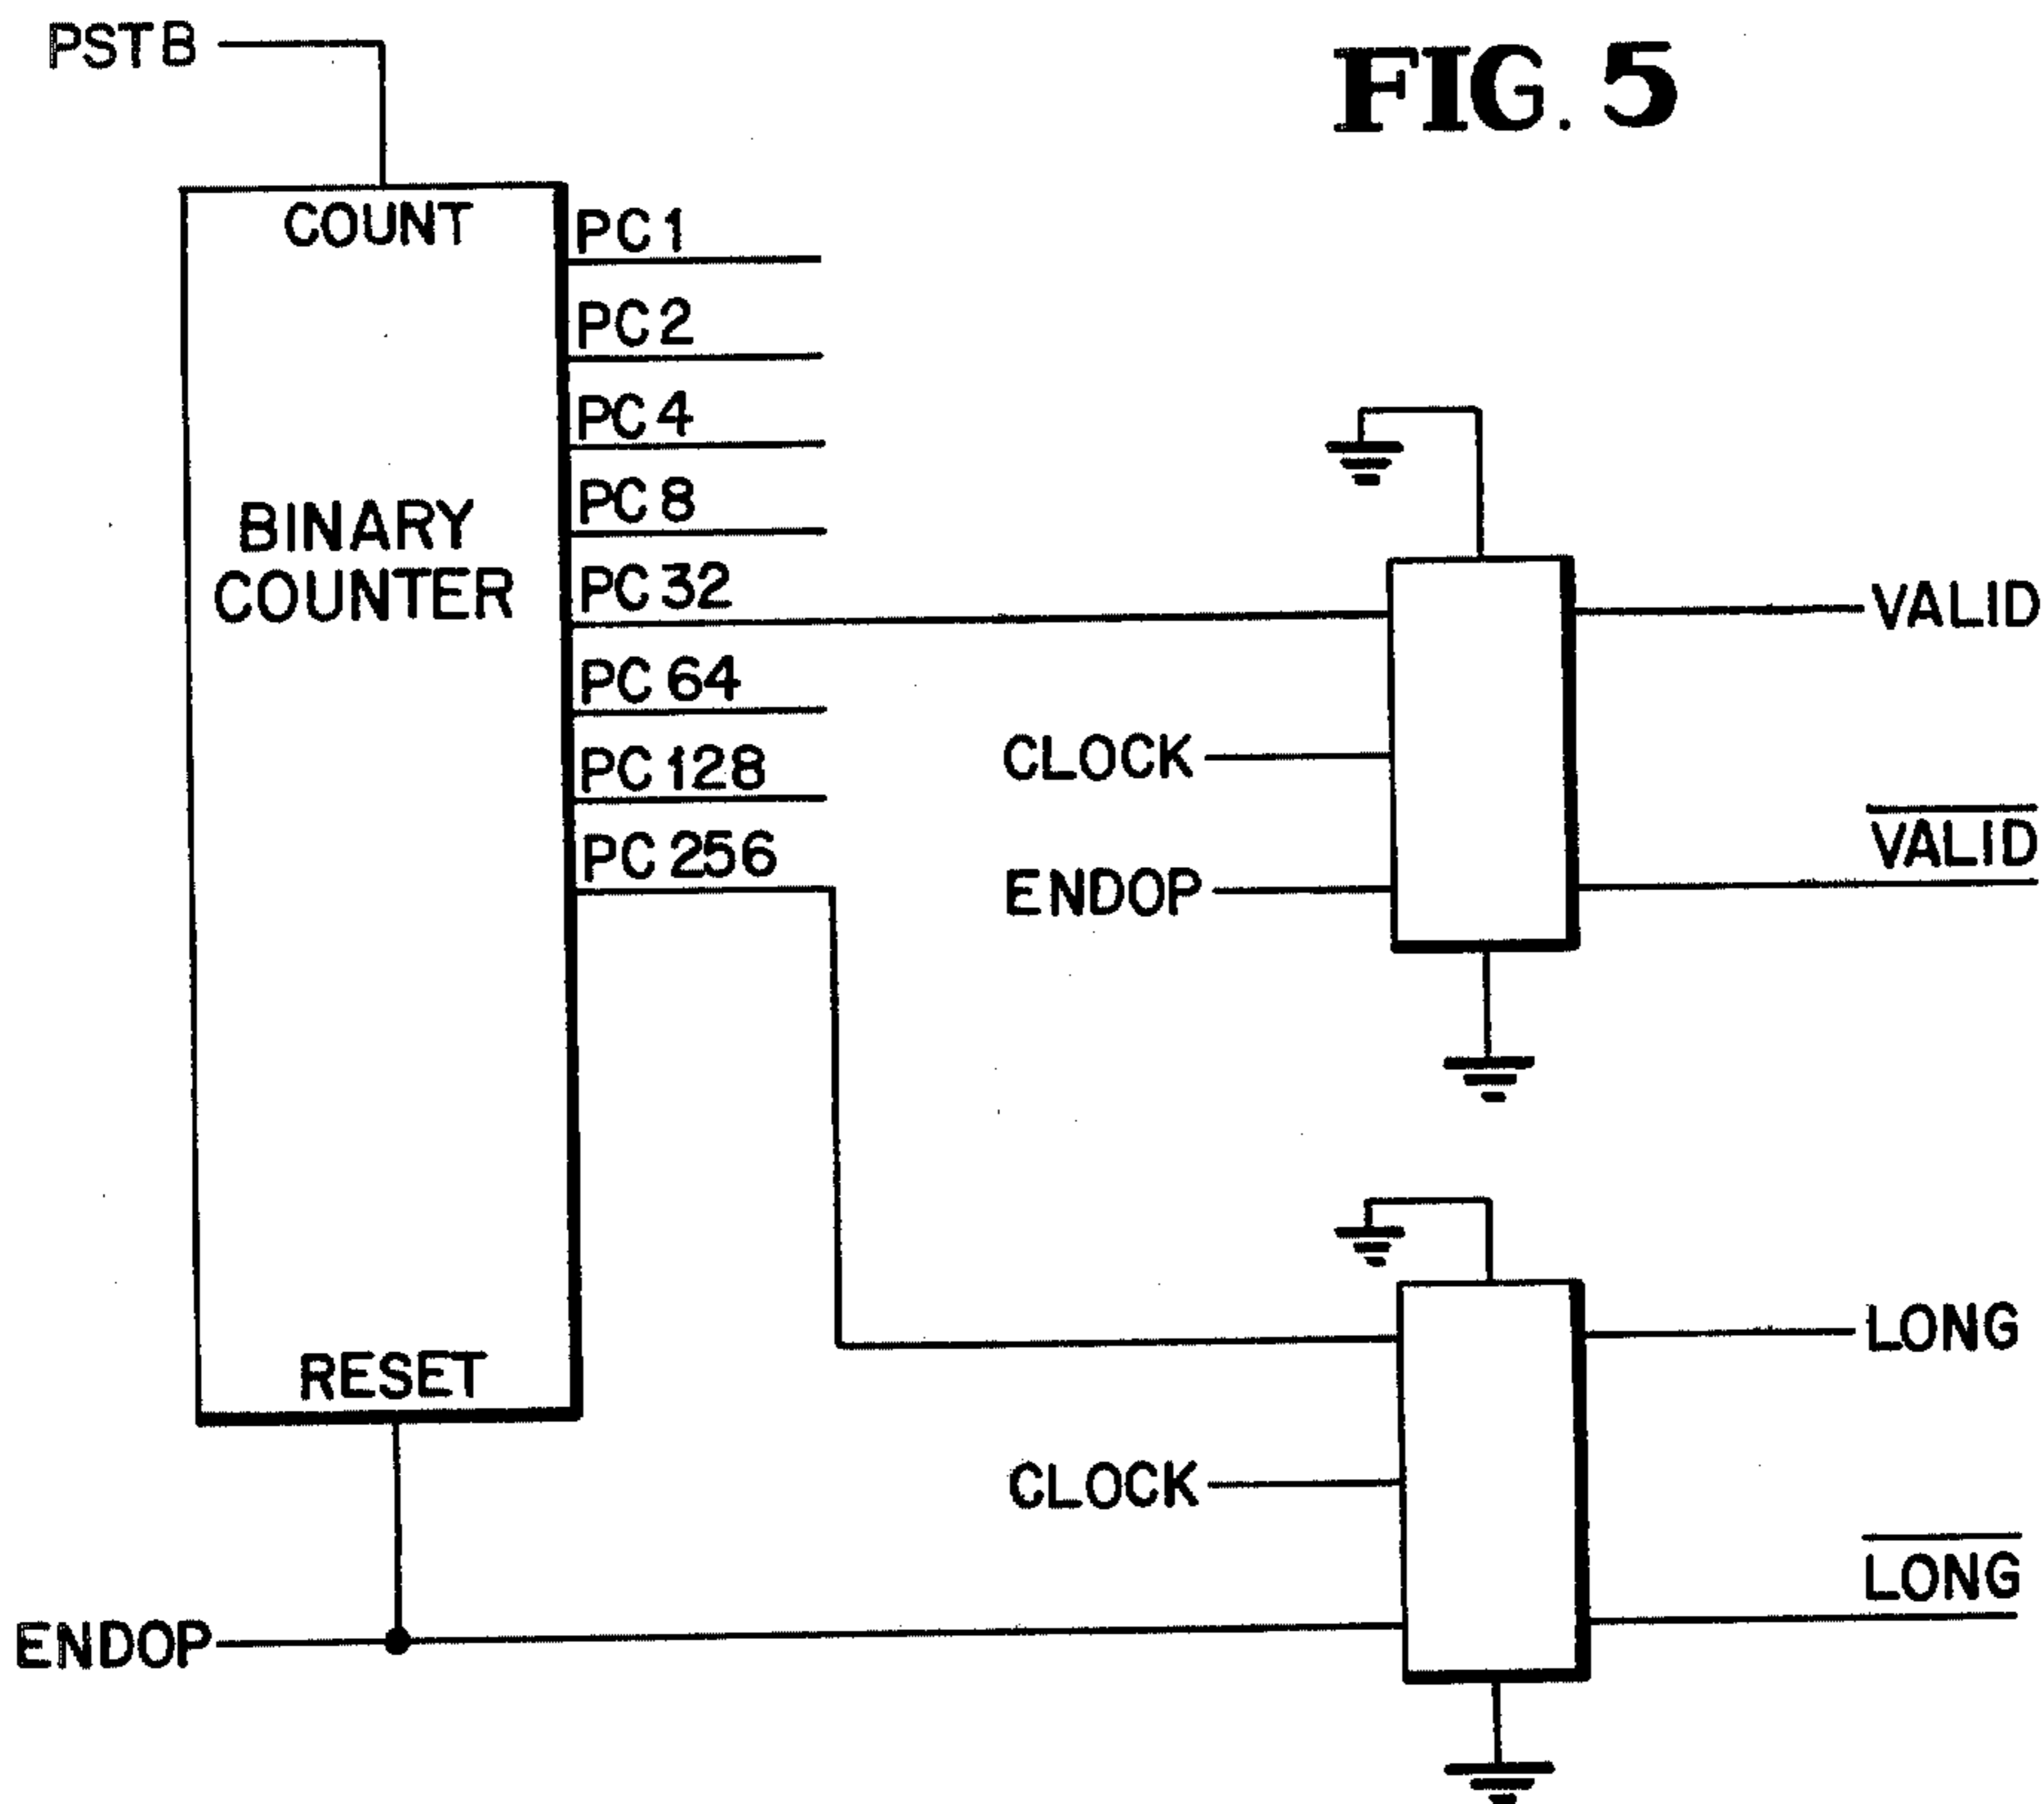 PSTB
FIG. 5
COUNT
PC1
PC2
PC4
PC8
BINARY
COUNTER
PC32
VALID
PC64
CLOCK
PC128
VALID
PC256
ENDOP
LONG
RESET
CLOCK
LONG
ENDOP